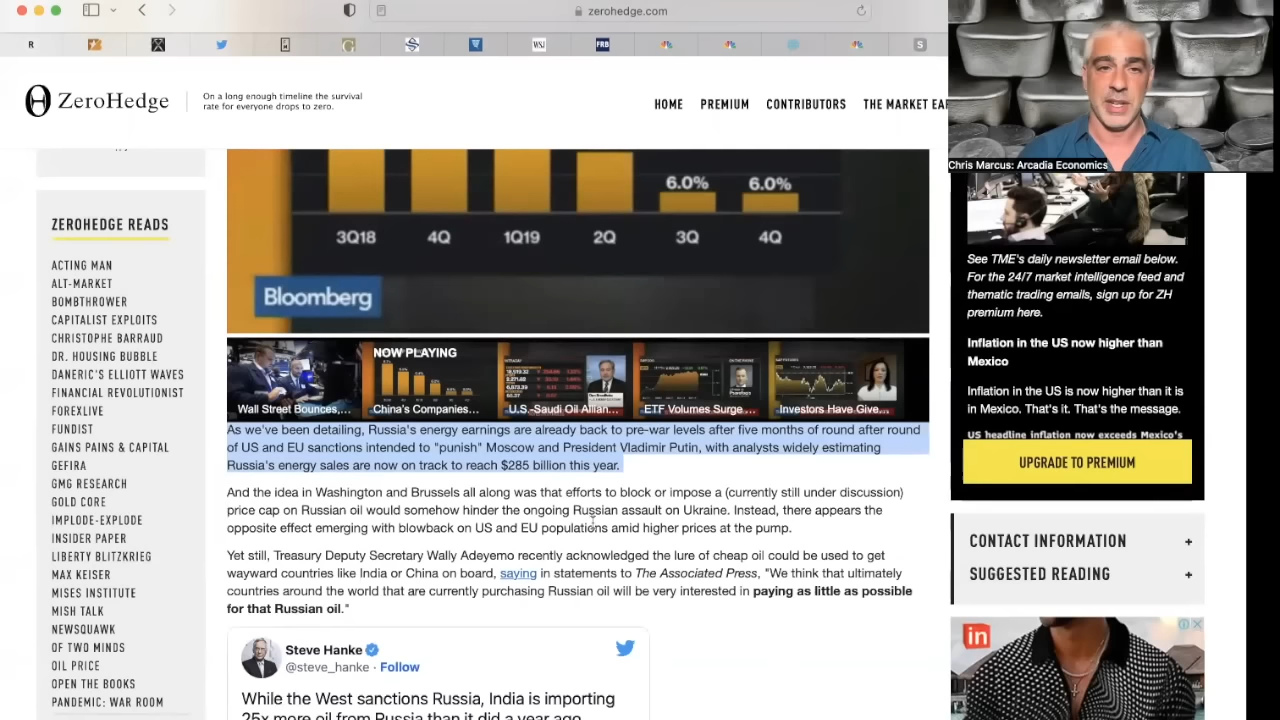 zerohedge.com
R
WSJ
FRB
S
ZeroHedge
On a long enough timeline the survival
rate for everyone drops to zero.
HOME
PREMIUM
CONTRIBUTORS
THE MARKET EAR
Chris Marcus: Arcadia Economics
ZEROHEDGE READS
ACTING MAN
ALT-MARKET
BOMBTHROWER
CAPITALIST EXPLOITS
CHRISTOPHE BARRAUD
DR. HOUSING BUBBLE
DANERIC'S ELLIOTT WAVES
FINANCIAL REVOLUTIONIST
FOREXLIVE
FUNDIST
GAINS PAINS & CAPITAL
GEFIRA
GMG RESEARCH
GOLD CORE
IMPLODE-EXPLODE
INSIDER PAPER
LIBERTY BLITZKRIEG
MAX KEISER
MISES INSTITUTE
MISH TALK
NEWSQUAWK
OF TWO MINDS
OIL PRICE
OPEN THE BOOKS
PANDEMIC: WAR ROOM
6.0% 6.0%
3Q18 4Q 1Q19 2Q 3Q 4Q
Bloomberg
NOW PLAYING
Wall Street Bounces,...
China's Companies...
U.S.-Saudi Oil Allian...
ETF Volumes Surge ...
Investors Have Give...
As we've been detailing, Russia's energy earnings are already back to pre-war levels after five months of round after round
of US and EU sanctions intended to "punish" Moscow and President Vladimir Putin, with analysts widely estimating
Russia's energy sales are now on track to reach $285 billion this year.
And the idea in Washington and Brussels all along was that efforts to block or impose a (currently still under discussion)
price cap on Russian oil would somehow hinder the ongoing Russian assault on Ukraine. Instead, there appears the
opposite effect emerging with blowback on US and EU populations amid higher prices at the pump.
Yet still, Treasury Deputy Secretary Wally Adeyemo recently acknowledged the lure of cheap oil could be used to get
wayward countries like India or China on board, saying in statements to The Associated Press, "We think that ultimately
countries around the world that are currently purchasing Russian oil will be very interested in paying as little as possible
for that Russian oil."
Steve Hanke
@steve_hanke · Follow
While the West sanctions Russia, India is importing
25x more oil from Russia than it did a year ago
See TME's daily newsletter email below.
For the 24/7 market intelligence feed and
thematic trading emails, sign up for ZH
premium here.
Inflation in the US now higher than
Mexico
Inflation in the US is now higher than it is
in Mexico. That's it. That's the message.
US headline inflation now exceeds Mexico's
UPGRADE TO PREMIUM
CONTACT INFORMATION +
SUGGESTED READING +
in